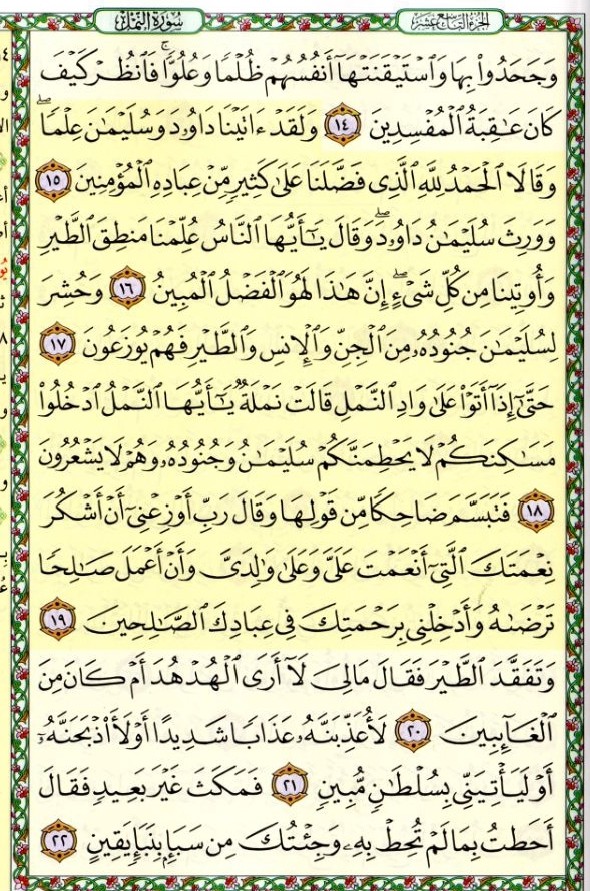 الجزء التاسع عشر
سورة النمل
وَجَحَدُوا۟ بِهَا وَٱسْتَيْقَنَتْهَآ أَنفُسُهُمْ ظُلْمًا وَعُلُوًّا ۚ فَٱنظُرْ كَيْفَ
كَانَ عَـٰقِبَةُ ٱلْمُفْسِدِينَ ١٤ وَلَقَدْ ءَاتَيْنَا دَاوُۥدَ وَسُلَيْمَـٰنَ عِلْمًا ۖ
وَقَالَا ٱلْحَمْدُ لِلَّهِ ٱلَّذِى فَضَّلَنَا عَلَىٰ كَثِيرٍ مِّنْ عِبَادِهِ ٱلْمُؤْمِنِينَ ١٥
وَوَرِثَ سُلَيْمَـٰنُ دَاوُۥدَ ۖ وَقَالَ يَـٰٓأَيُّهَا ٱلنَّاسُ عُلِّمْنَا مَنطِقَ ٱلطَّيْرِ
وَأُوتِينَا مِن كُلِّ شَىْءٍ ۖ إِنَّ هَـٰذَا لَهُوَ ٱلْفَضْلُ ٱلْمُبِينُ ١٦ وَحُشِرَ
لِسُلَيْمَـٰنَ جُنُودُهُۥ مِنَ ٱلْجِنِّ وَٱلْإِنسِ وَٱلطَّيْرِ فَهُمْ يُوزَعُونَ ١٧
حَتَّىٰٓ إِذَآ أَتَوْا۟ عَلَىٰ وَادِ ٱلنَّمْلِ قَالَتْ نَمْلَةٌ يَـٰٓأَيُّهَا ٱلنَّمْلُ ٱدْخُلُوا۟
مَسَـٰكِنَكُمْ لَا يَحْطِمَنَّكُمْ سُلَيْمَـٰنُ وَجُنُودُهُۥ وَهُمْ لَا يَشْعُرُونَ
١٨ فَتَبَسَّمَ ضَاحِكًا مِّن قَوْلِهَا وَقَالَ رَبِّ أَوْزِعْنِىٓ أَنْ أَشْكُرَ
نِعْمَتَكَ ٱلَّتِىٓ أَنْعَمْتَ عَلَىَّ وَعَلَىٰ وَٰلِدَىَّ وَأَنْ أَعْمَلَ صَـٰلِحًا
تَرْضَىٰهُ وَأَدْخِلْنِى بِرَحْمَتِكَ فِى عِبَادِكَ ٱلصَّـٰلِحِينَ ١٩
وَتَفَقَّدَ ٱلطَّيْرَ فَقَالَ مَالِىَ لَآ أَرَى ٱلْهُدْهُدَ أَمْ كَانَ مِنَ
ٱلْغَآئِبِينَ ٢٠ لَأُعَذِّبَنَّهُۥ عَذَابًا شَدِيدًا أَوْ لَأَا۟ذْبَحَنَّهُۥٓ
أَوْ لَيَأْتِيَنِّى بِسُلْطَـٰنٍ مُّبِينٍ ٢١ فَمَكَثَ غَيْرَ بَعِيدٍ فَقَالَ
أَحَطتُ بِمَا لَمْ تُحِطْ بِهِۦ وَجِئْتُكَ مِن سَبَإٍۭ بِنَبَإٍ يَقِينٍ ٢٢